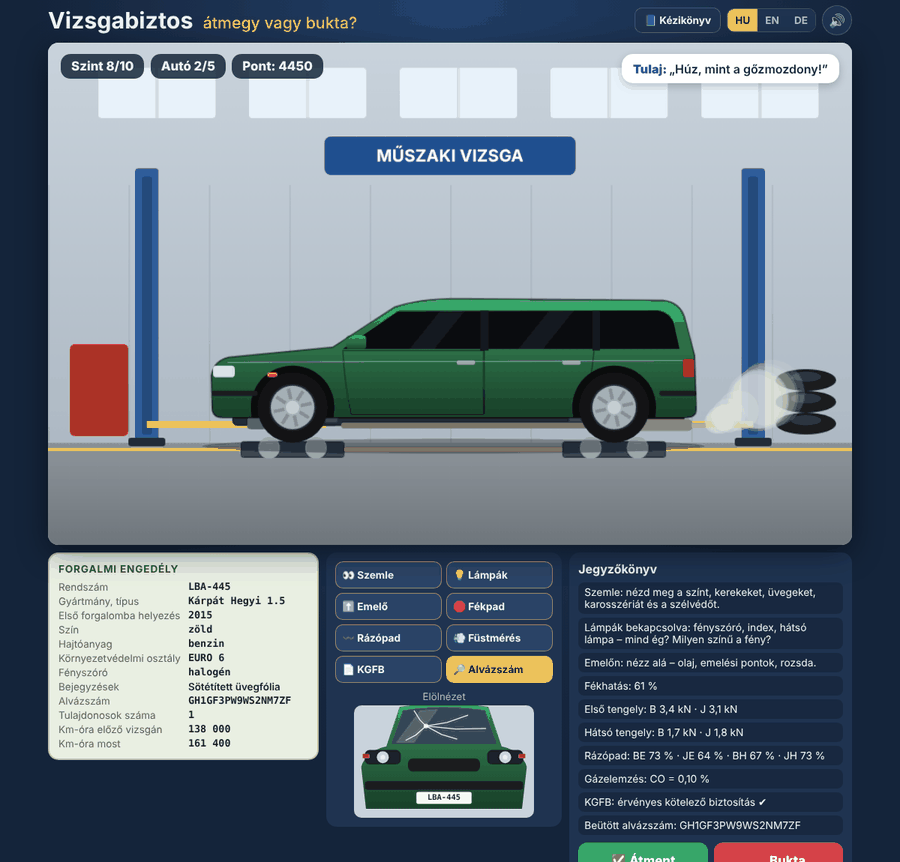 Vizsgabiztos átmegy vagy bukta?
📘 Kézikönyv HU EN DE
Szint 8/10 Autó 2/5 Pont: 4450
Tulaj: „Húz, mint a gőzmozdony!”
MŰSZAKI VIZSGA
FORGALMI ENGEDÉLY
Rendszám LBA-445
Gyártmány, típus Kárpát Hegyi 1.5
Első forgalomba helyezés 2015
Szín zöld
Hajtóanyag benzin
Környezetvédelmi osztály EURO 6
Fényszóró halogén
Bejegyzések Sötétített üvegfólia
Alvázszám GH1GF3PW9WS2NM7ZF
Tulajdonosok száma 1
Km-óra előző vizsgán 138 000
Km-óra most 161 400
👀 Szemle 💡 Lámpák
⬆️ Emelő 🛑 Fékpad
〰️ Rázópad 💨 Füstmérés
📄 KGFB 🔎 Alvázszám
Elölnézet
LBA-445
Jegyzőkönyv
Szemle: nézd meg a színt, kerekeket, üvegeket,
karosszériát és a szélvédőt.
Lámpák bekapcsolva: fényszóró, index, hátsó
lámpa – mind ég? Milyen színű a fény?
Emelőn: nézz alá – olaj, emelési pontok, rozsda.
Fékhatás: 61 %
Első tengely: B 3,4 kN · J 3,1 kN
Hátsó tengely: B 1,7 kN · J 1,8 kN
Rázópad: BE 73 % · JE 64 % · BH 67 % · JH 73 %
Gázelemzés: CO = 0,10 %
KGFB: érvényes kötelező biztosítás ✔
Beütött alvázszám: GH1GF3PW9WS2NM7ZF
✅ Átment Bukta